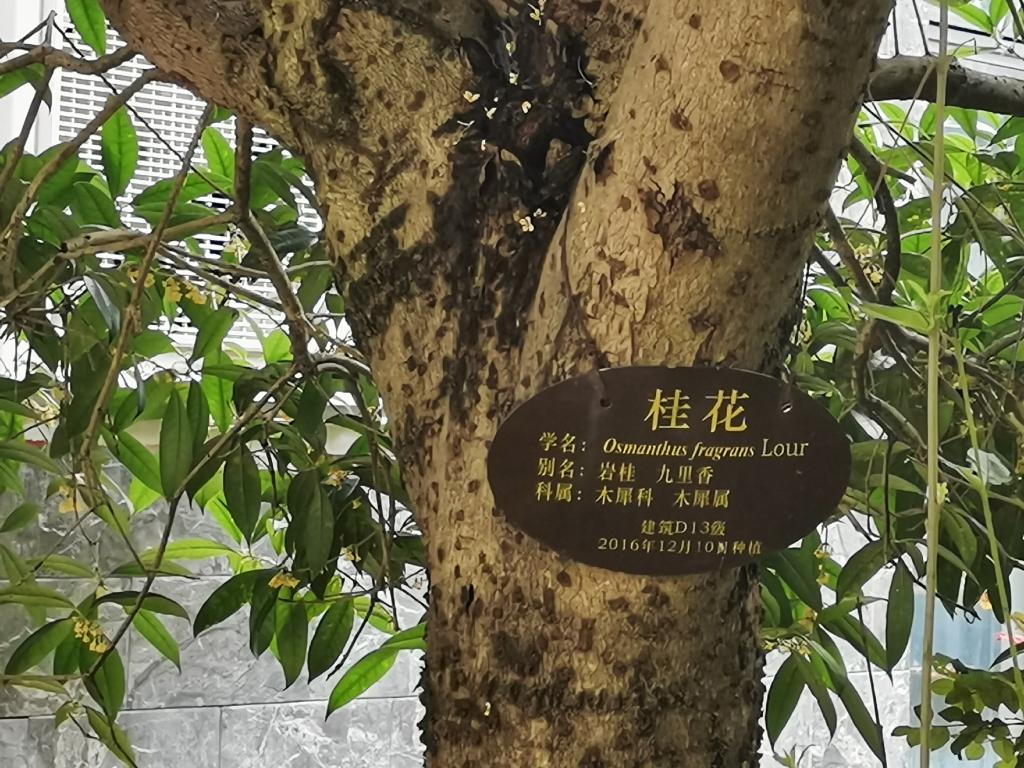 桂花
学名：Osmanthus fragrans Lour
别名：岩桂 九里香
科属：木犀科 木犀属
建筑D13级
2016年12月10日种植